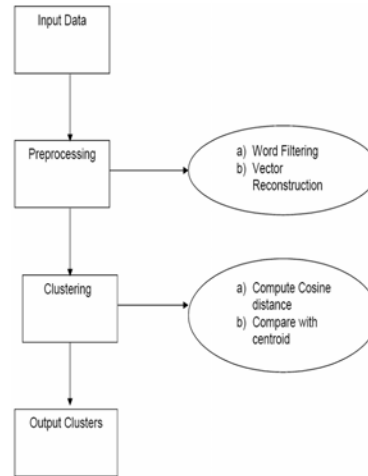 Input Data
Preprocessing
a) Word Filtering
b) Vector
Reconstruction
Clustering
a) Compute Cosine
distance
b) Compare with
centroid
Output Clusters